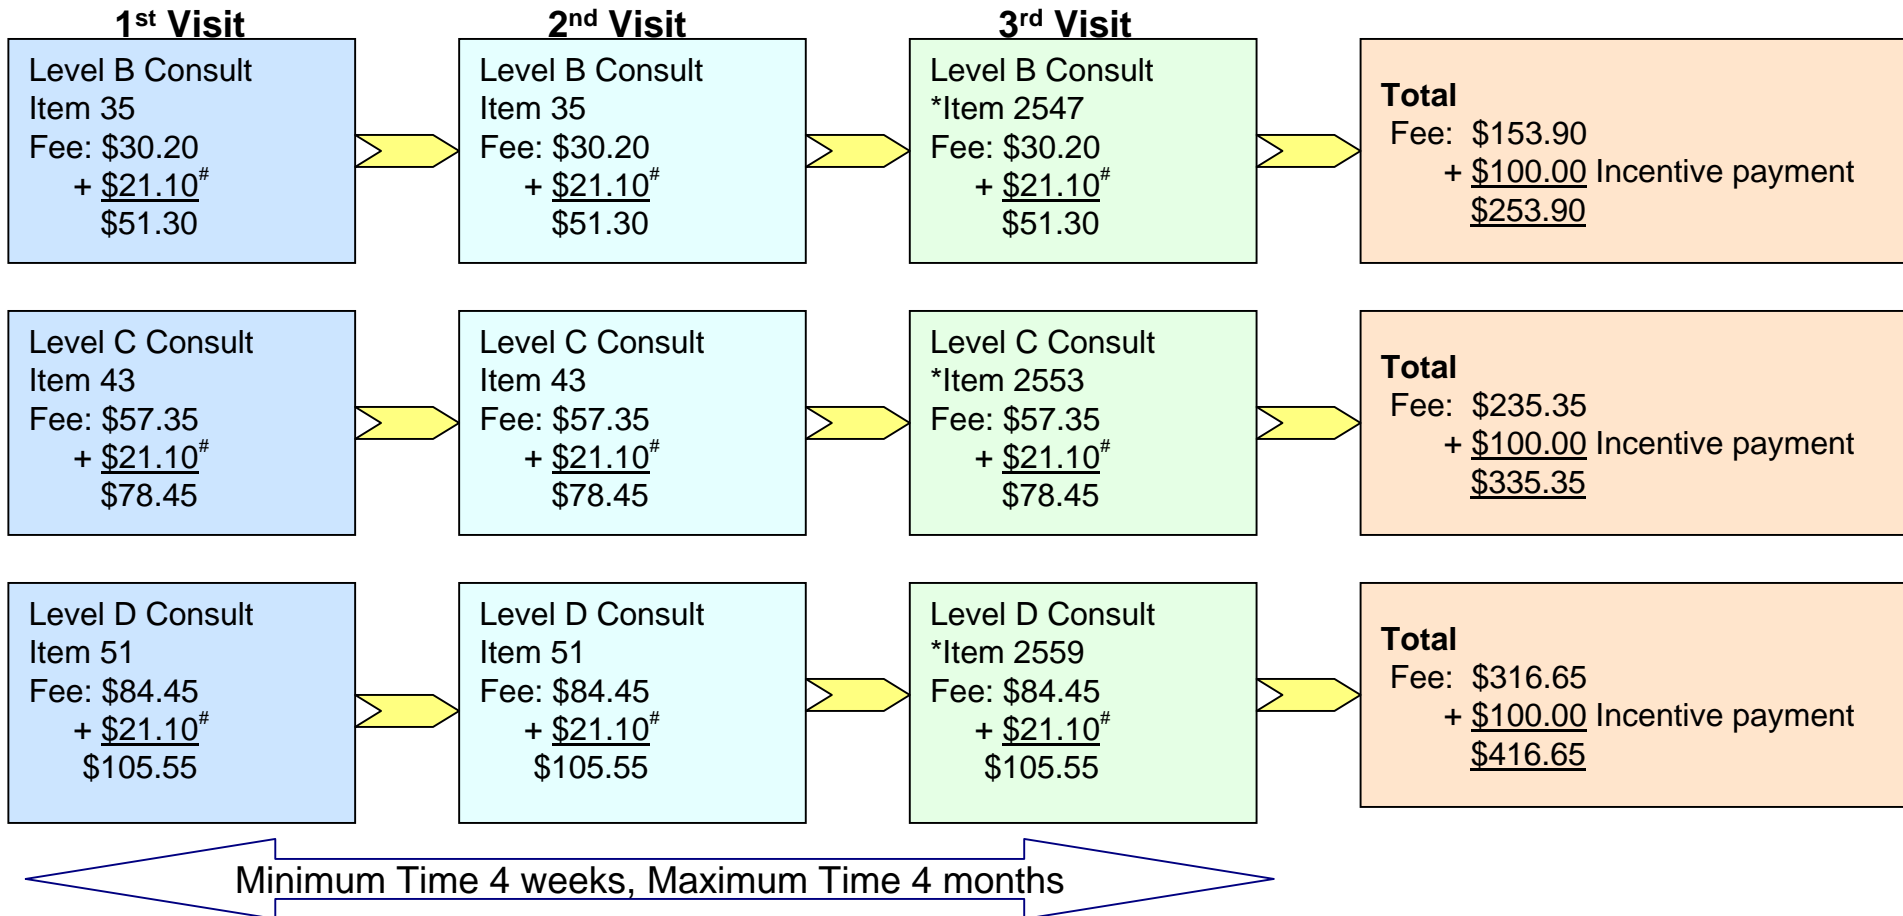 1st Visit
2nd Visit
3rd Visit
Level B Consult
Item 35
Fee: $30.20
+ $21.10#
$51.30
Level B Consult
Item 35
Fee: $30.20
+ $21.10#
$51.30
Level B Consult
*Item 2547
Fee: $30.20
+ $21.10#
$51.30
Total
Fee: $153.90
+ $100.00 Incentive payment
$253.90
Level C Consult
Item 43
Fee: $57.35
+ $21.10#
$78.45
Level C Consult
Item 43
Fee: $57.35
+ $21.10#
$78.45
Level C Consult
*Item 2553
Fee: $57.35
+ $21.10#
$78.45
Total
Fee: $235.35
+ $100.00 Incentive payment
$335.35
Level D Consult
Item 51
Fee: $84.45
+ $21.10#
$105.55
Level D Consult
Item 51
Fee: $84.45
+ $21.10#
$105.55
Level D Consult
*Item 2559
Fee: $84.45
+ $21.10#
$105.55
Total
Fee: $316.65
+ $100.00 Incentive payment
$416.65
Minimum Time 4 weeks, Maximum Time 4 months